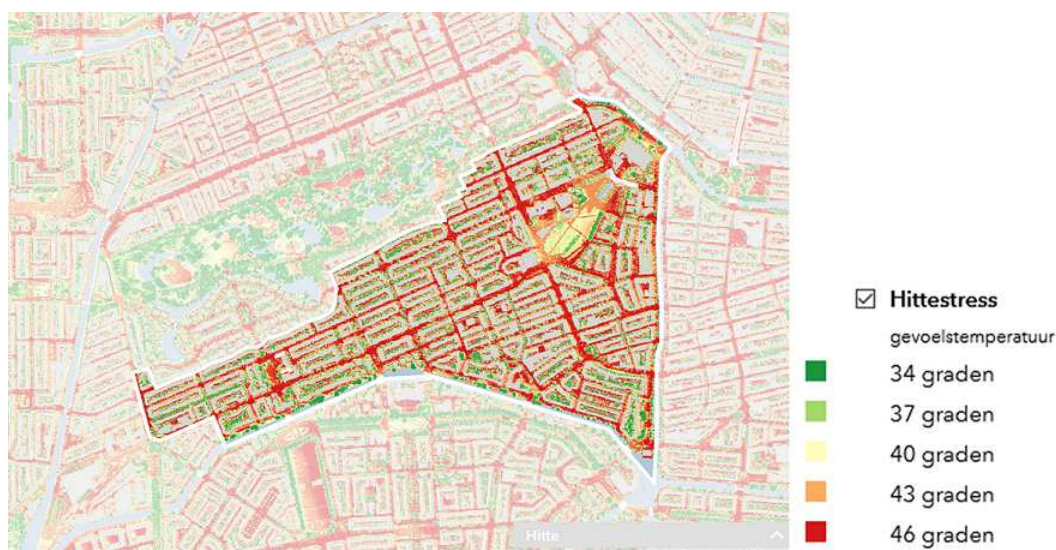 Hitte
Hittestress
gevoelstemperatuur
34 graden
37 graden
40 graden
43 graden
46 graden